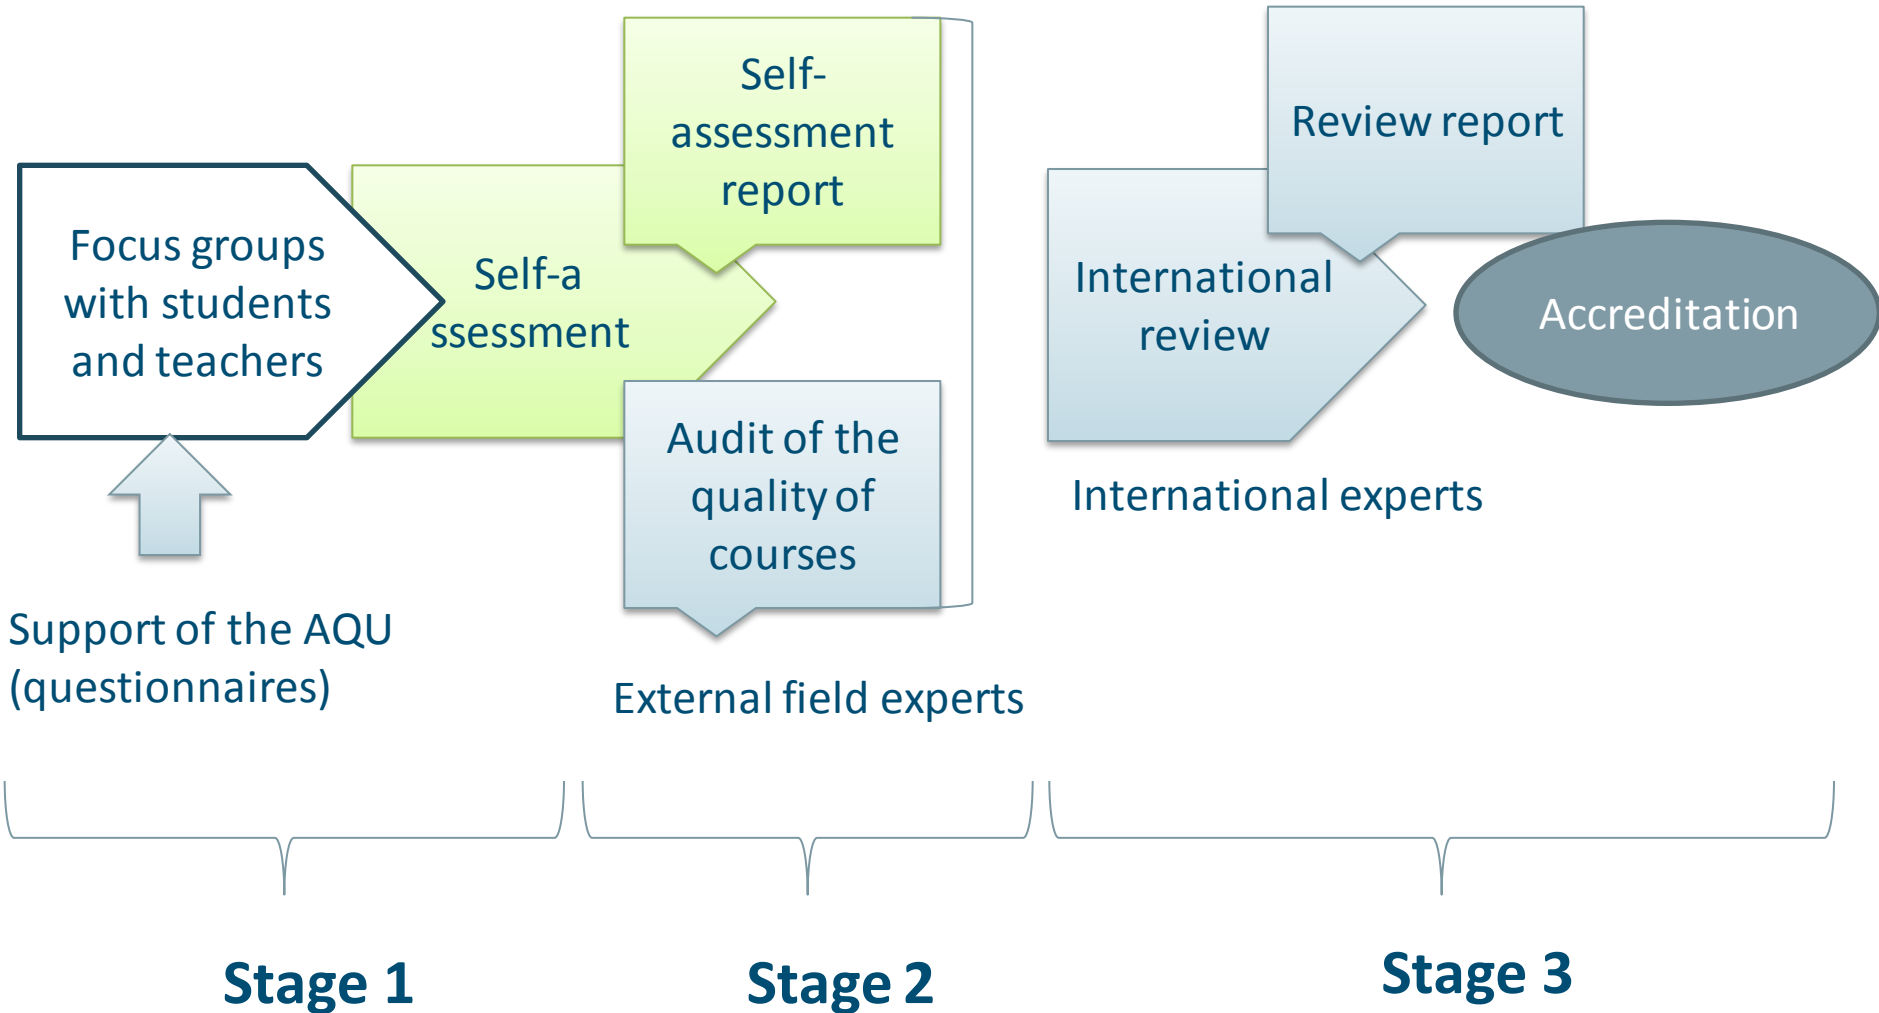 Focus groups
with students
and teachers
Support of the AQU
(questionnaires)
Self-a
ssessment
Self-
assessment
report
Audit of the
quality of
courses
External field experts
International
review
Review report
Accreditation
International experts
Stage 1
Stage 2
Stage 3